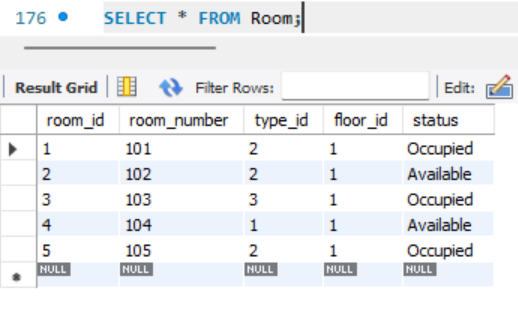 176 SELECT * FROM Room;
Result Grid Filter Rows: Edit:
room_id room_number type_id floor_id status
1 101 2 1 Occupied
2 102 2 1 Available
3 103 3 1 Occupied
4 104 1 1 Available
5 105 2 1 Occupied
NULL NULL NULL NULL NULL